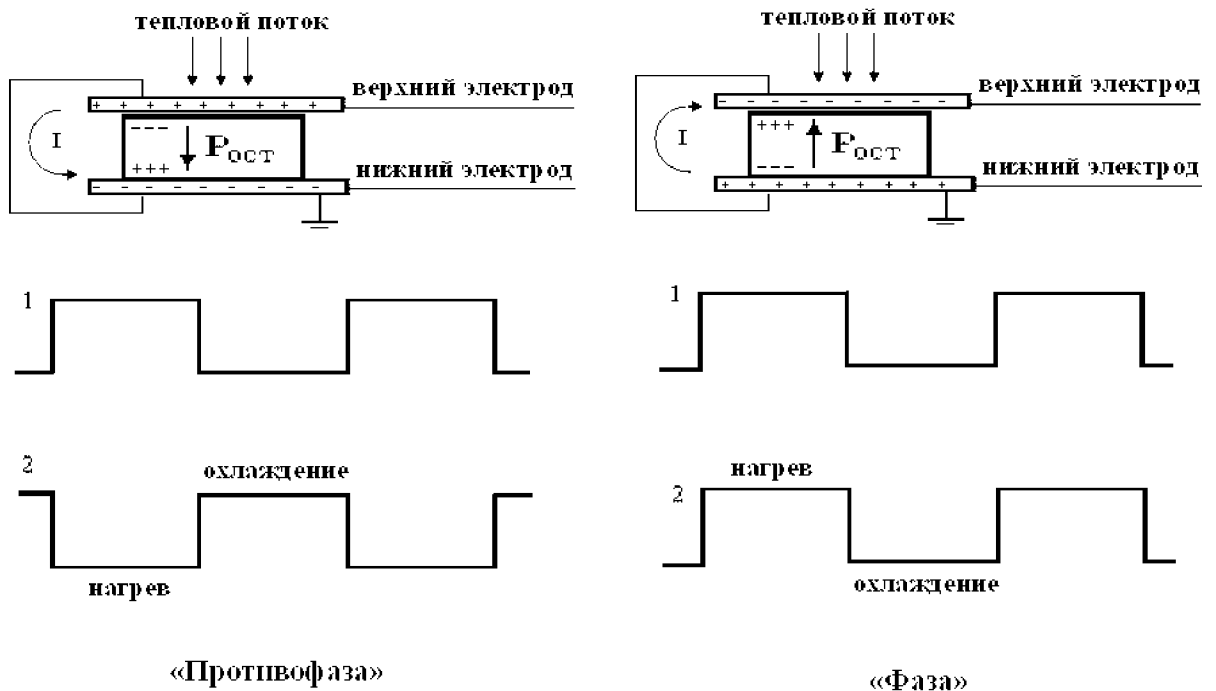 тепловой поток
верхний электрод
+ + + + + + + + +
I
---
Pост
+++
нижний электрод
- - - - - - - - -
1
2
охлаждение
нагрев
«Противофаза»
тепловой поток
верхний электрод
- - - - - - - - -
I
+++
Pост
---
нижний электрод
+ + + + + + + + +
1
нагрев
2
охлаждение
«Фаза»